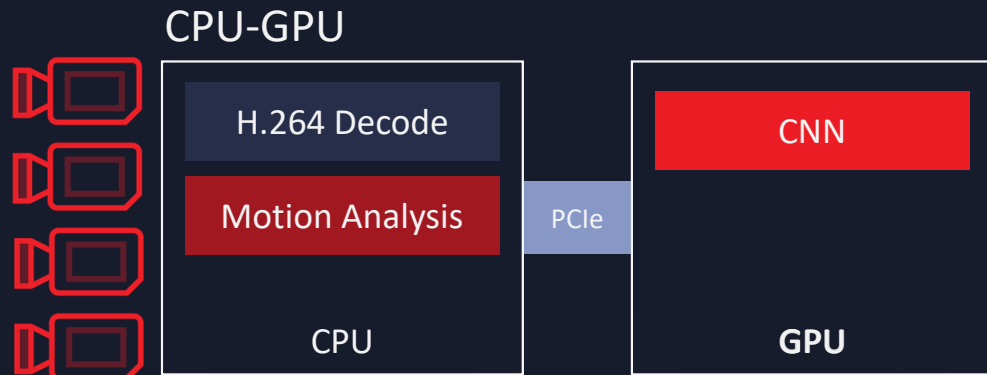 CPU-GPU
H.264 Decode
Motion Analysis
CPU
PCIe
CNN
GPU